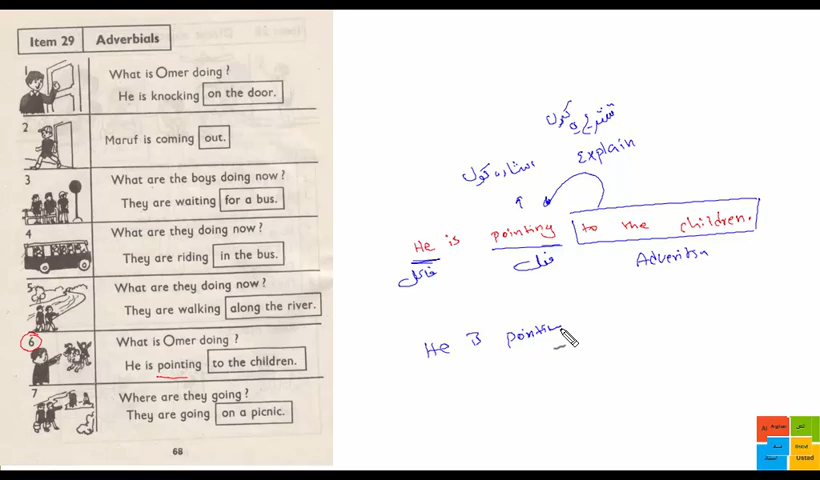 Item 29 Adverbials
1
What is Omer doing?
He is knocking on the door.
2
Maruf is coming out.
3
What are the boys doing now?
They are waiting for a bus.
4
What are they doing now?
They are riding in the bus.
5
What are they doing now?
They are walking along the river.
6
What is Omer doing?
He is pointing to the children.
7
Where are they going?
They are going on a picnic.
68
تشریح کول
Explain
اشاره کول
He is pointing to the children.
فاعل
فعل
He is pointin
Ustad